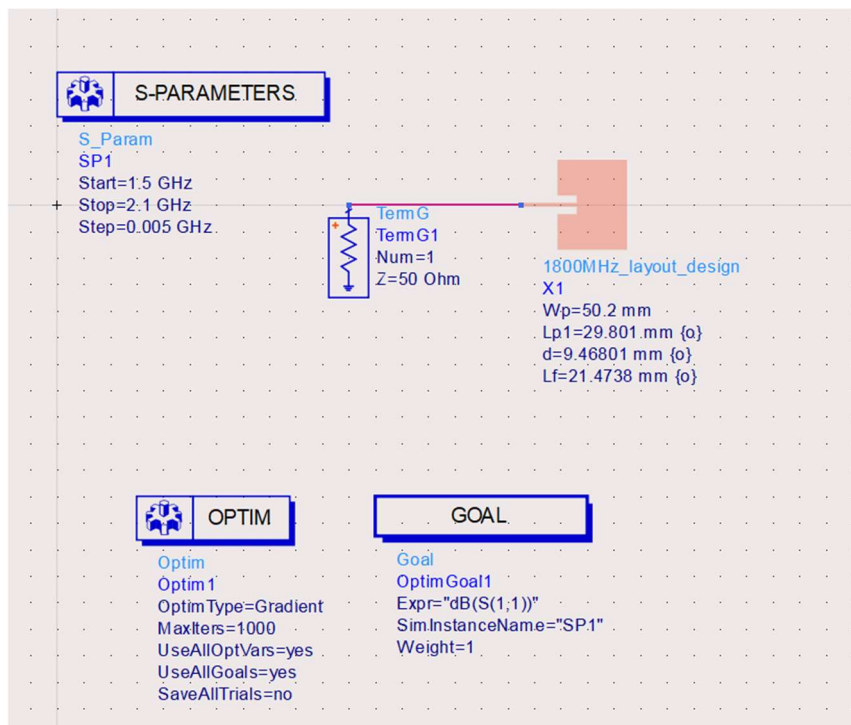 S-PARAMETERS
S_Param
SP1
Start=1.5 GHz
Stop=2.1 GHz
Step=0.005 GHz
TermG
TermG1
Num=1
Z=50 Ohm
1800MHz_layout_design
X1
Wp=50.2 mm
Lp1=29.801 mm {o}
d=9.46801 mm {o}
Lf=21.4738 mm {o}
OPTIM
Optim
Optim1
OptimType=Gradient
MaxIters=1000
UseAllOptVars=yes
UseAllGoals=yes
SaveAllTrials=no
GOAL
Goal
OptimGoal1
Expr="dB(S(1,1))"
SimInstanceName="SP1"
Weight=1